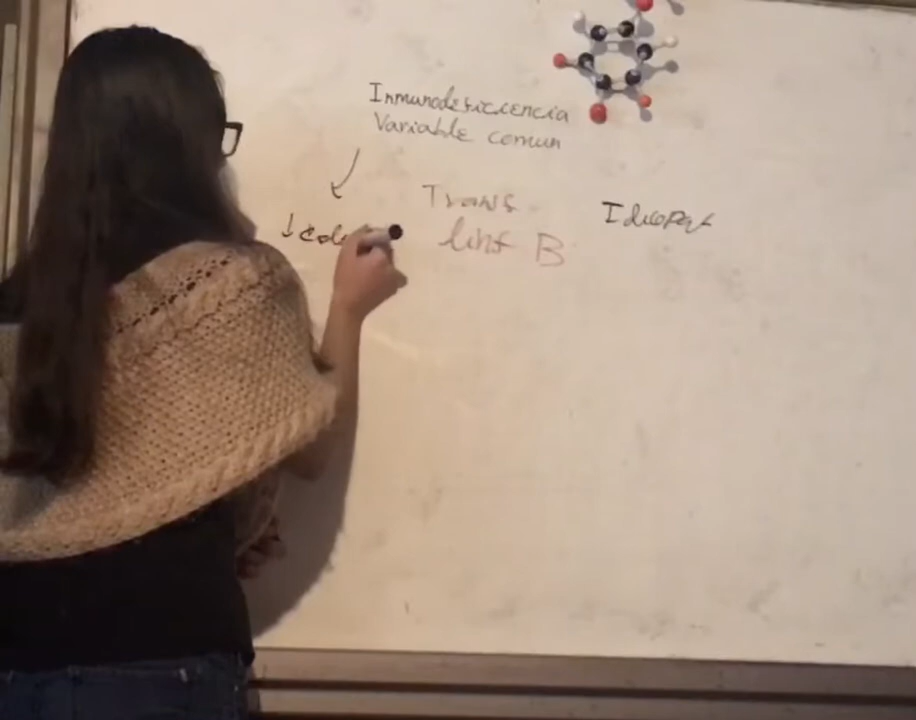 Inmunodeficiencia
Variable comun
Trans
linf B
Idiopat